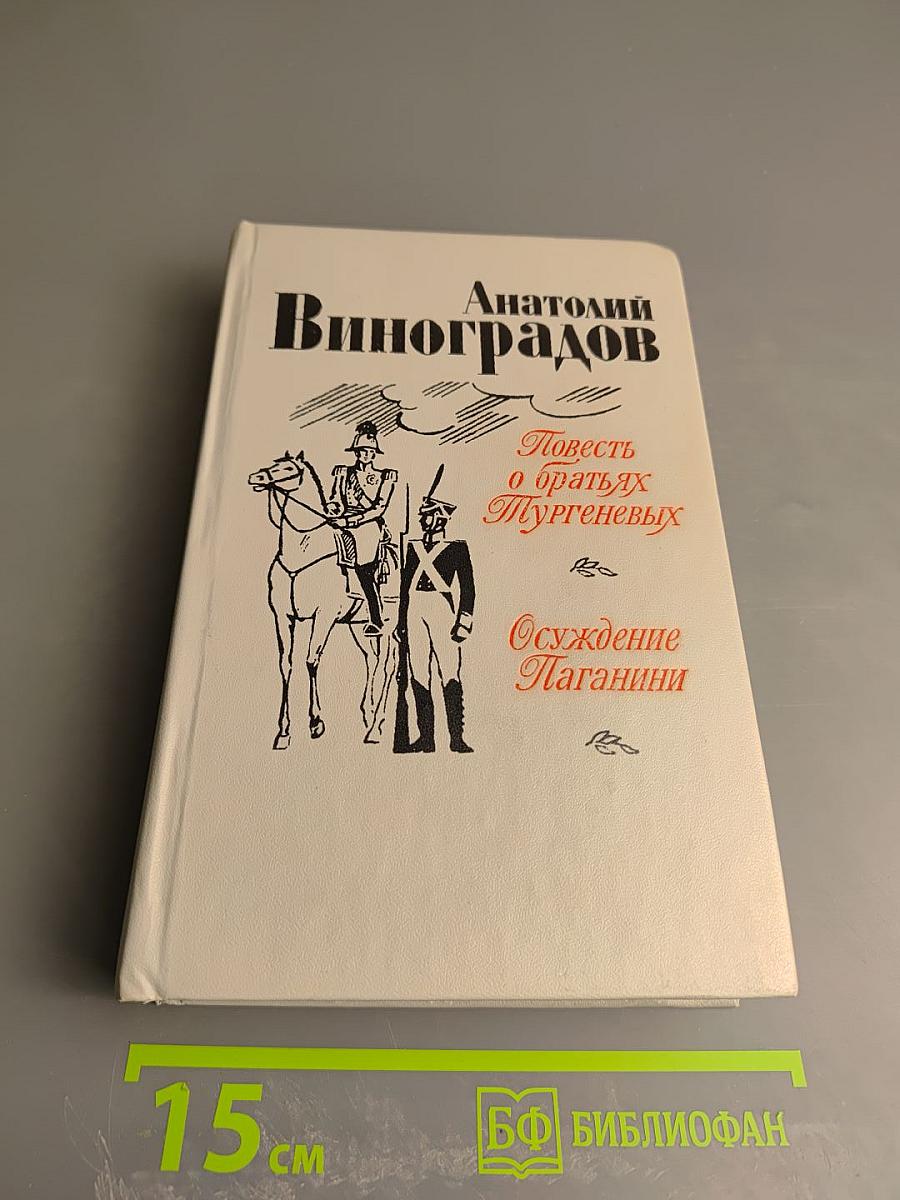 Анатолий
Виноградов
Повесть
о братьях
Тургеневых
Осуждение
Паганини
15 см
БФ БИБЛИОФАН